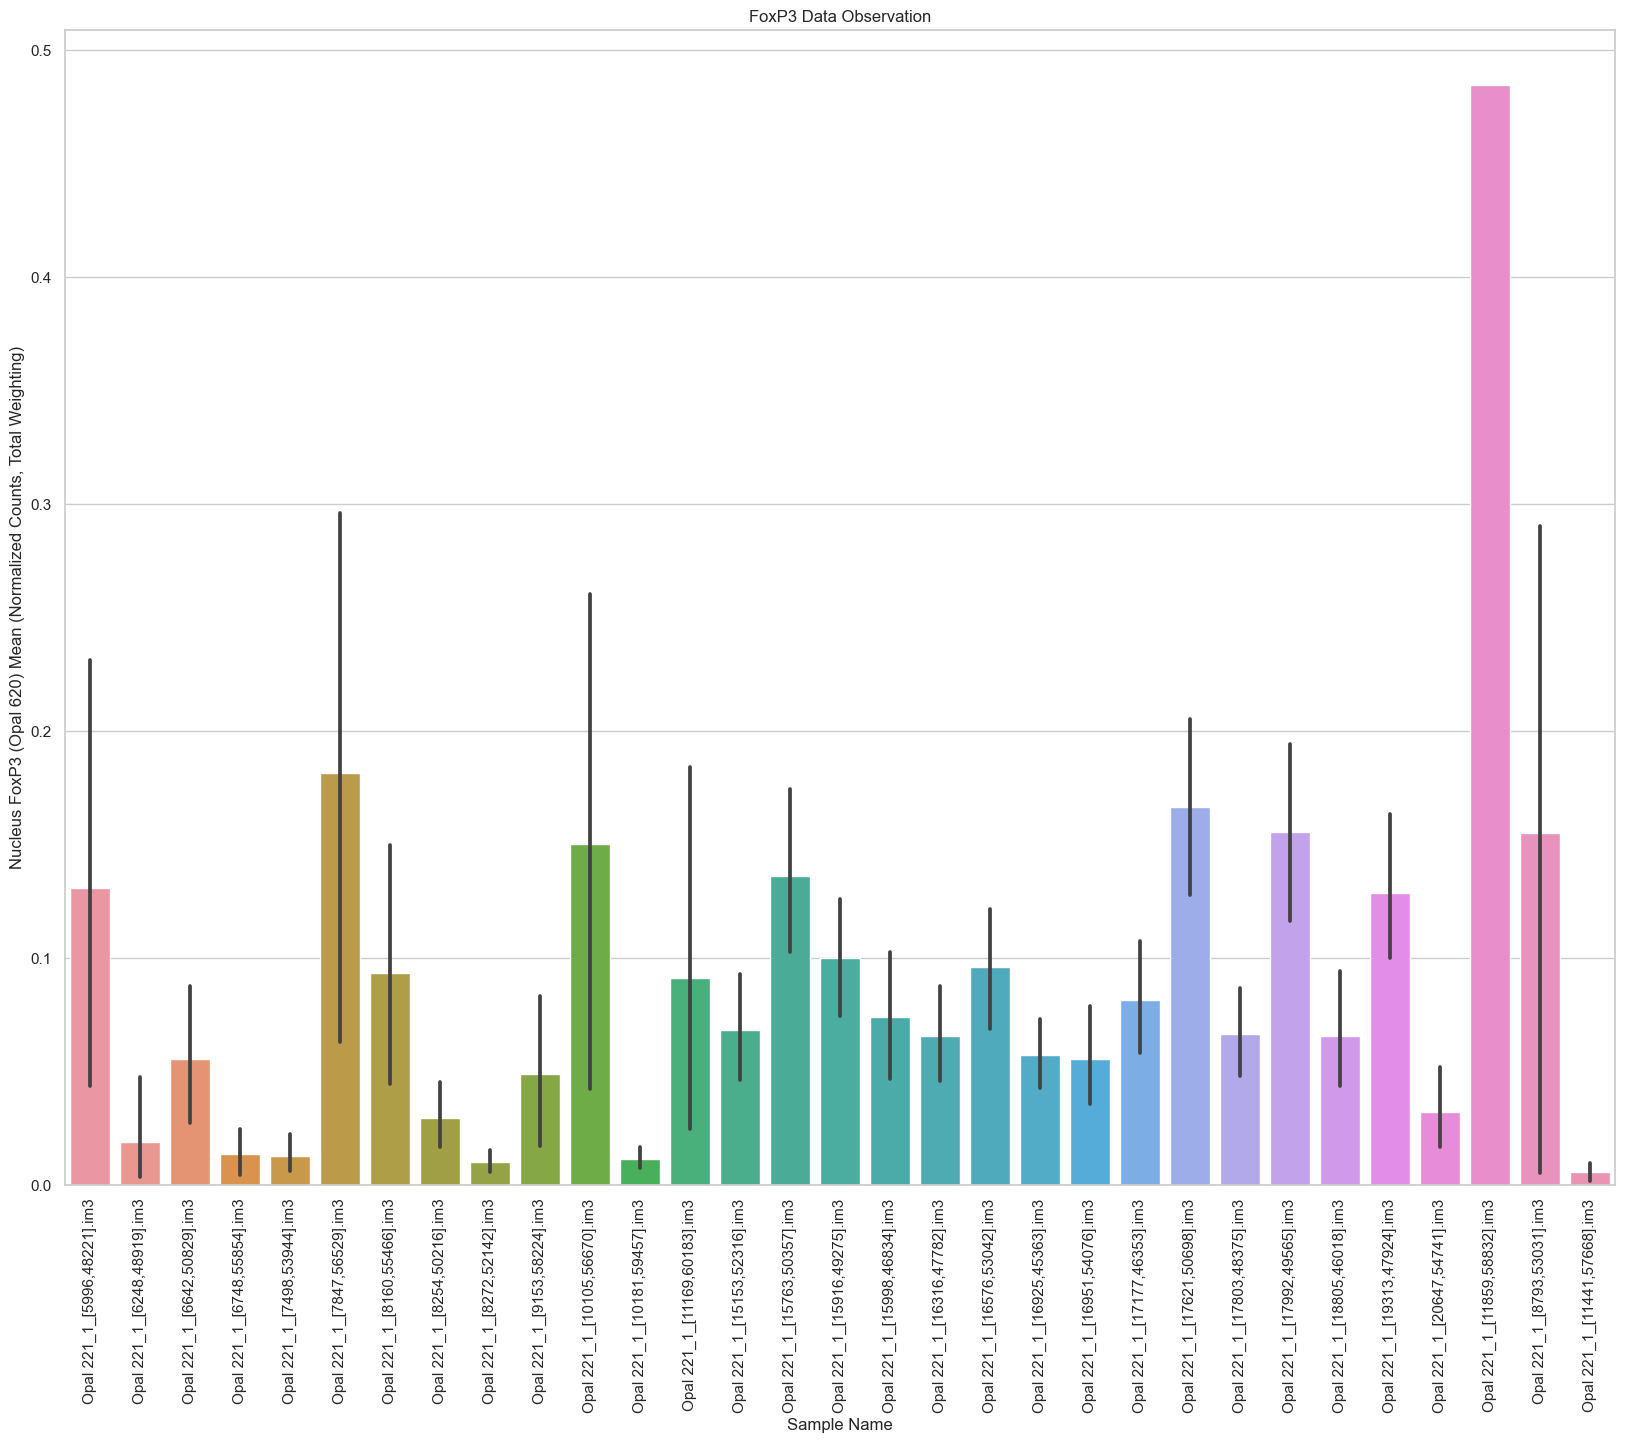 FoxP3 Data Observation
Nucleus FoxP3 (Opal 620) Mean (Normalized Counts, Total Weighting)
0.5
0.4
0.3
0.2
0.1
0.0
Opal 221_1_[5996,48221].im3
Opal 221_1_[6248,48919].im3
Opal 221_1_[6642,50829].im3
Opal 221_1_[6748,55854].im3
Opal 221_1_[7498,53944].im3
Opal 221_1_[7847,56529].im3
Opal 221_1_[8160,55466].im3
Opal 221_1_[8254,50216].im3
Opal 221_1_[8272,52142].im3
Opal 221_1_[9153,58224].im3
Opal 221_1_[10105,56670].im3
Opal 221_1_[10181,59457].im3
Opal 221_1_[11169,60183].im3
Opal 221_1_[15153,52316].im3
Opal 221_1_[15763,50357].im3
Opal 221_1_[15916,49275].im3
Opal 221_1_[15998,46834].im3
Opal 221_1_[16316,47782].im3
Opal 221_1_[16576,53042].im3
Opal 221_1_[16925,45363].im3
Opal 221_1_[16951,54076].im3
Opal 221_1_[17177,46353].im3
Opal 221_1_[17621,50698].im3
Opal 221_1_[17803,48375].im3
Opal 221_1_[17992,49565].im3
Opal 221_1_[18805,46018].im3
Opal 221_1_[19313,47924].im3
Opal 221_1_[20647,54741].im3
Opal 221_1_[11859,58832].im3
Opal 221_1_[8793,53031].im3
Opal 221_1_[11441,57668].im3
Sample Name